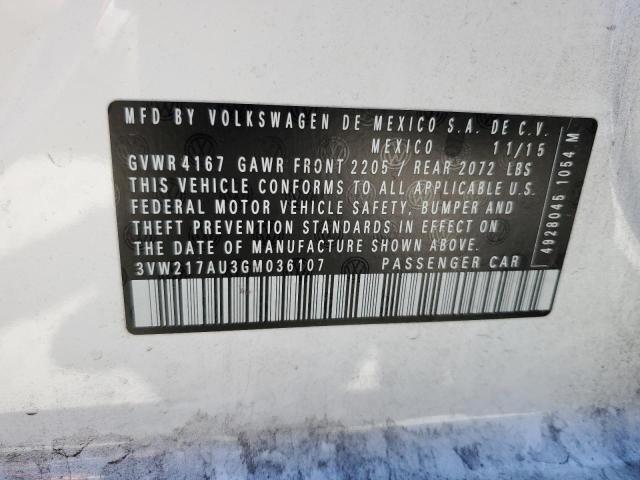 MFD BY VOLKSWAGEN DE MEXICO S.A. DE C.V.
MEXICO 11/15
GVWR 4167 GAWR FRONT 2205 / REAR 2072 LBS
THIS VEHICLE CONFORMS TO ALL APPLICABLE U.S.
FEDERAL MOTOR VEHICLE SAFETY, BUMPER AND
THEFT PREVENTION STANDARDS IN EFFECT ON
THE DATE OF MANUFACTURE SHOWN ABOVE.
3VW217AU3GM036107 PASSENGER CAR
4928045 1054 M